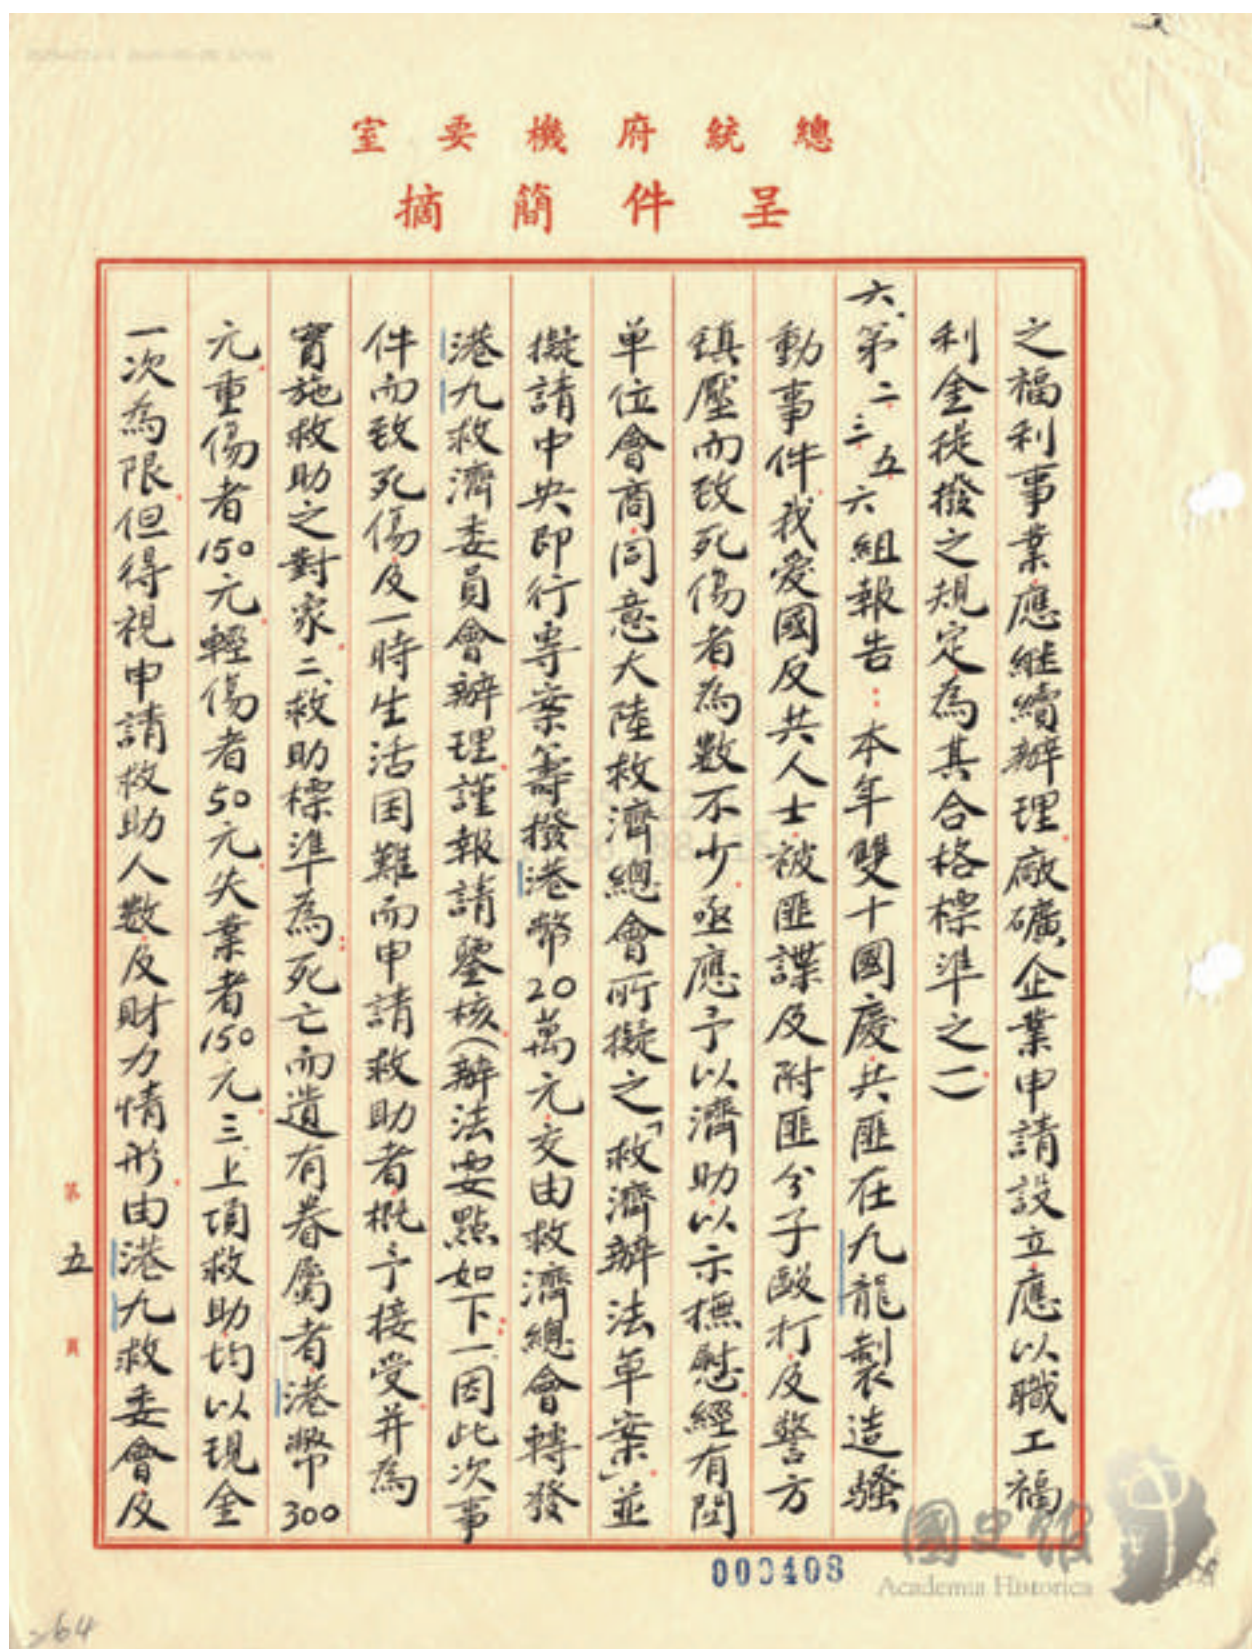 總統府機要室
呈件簡摘
之福利事業應繼續辦理。廠礦、企業申請設立應以職工福
利金提撥之規定為其合格標準之一。
六、第二三五六組報告：本年雙十國慶，共匪在九龍製造騷
動事件，我愛國反共人士，被匪諜及附匪分子毆打及警方
鎮壓而致死傷者，為數不少，亟應予以濟助，以示撫慰。經有關
單位會商，同意大陸救濟總會所擬之「救濟辦法草案」，並
擬請中央即行專案籌撥港幣20萬元，交由救濟總會轉發
港九救濟委員會辦理。謹報請鑒核。（辦法要點如下：一、因此次事
件而致死傷及一時生活困難而申請救助者，概予接受，并為
實施救助之對象。二、救助標準為：死亡而遺有眷屬者，港幣300
元，重傷者150元，輕傷者50元，失業者150元。三、上項救助均以現金
一次為限。但得視申請救助人數及財力情形。由港九救委會及
第五頁
000408
國史館
Academia Historica
264